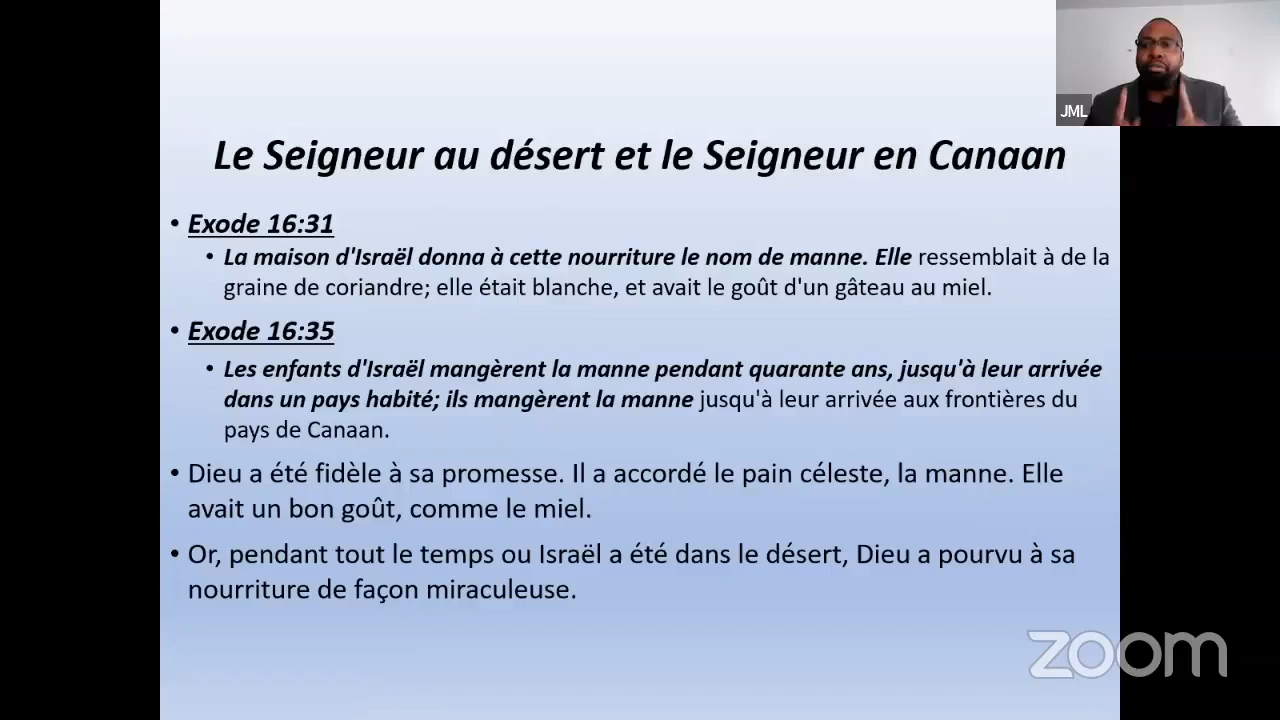 JML
Le Seigneur au désert et le Seigneur en Canaan
• Exode 16:31
• La maison d'Israël donna à cette nourriture le nom de manne. Elle ressemblait à de la
graine de coriandre; elle était blanche, et avait le goût d'un gâteau au miel.
• Exode 16:35
• Les enfants d'Israël mangèrent la manne pendant quarante ans, jusqu'à leur arrivée
dans un pays habité; ils mangèrent la manne jusqu'à leur arrivée aux frontières du
pays de Canaan.
• Dieu a été fidèle à sa promesse. Il a accordé le pain céleste, la manne. Elle
avait un bon goût, comme le miel.
• Or, pendant tout le temps ou Israël a été dans le désert, Dieu a pourvu à sa
nourriture de façon miraculeuse.
zoom